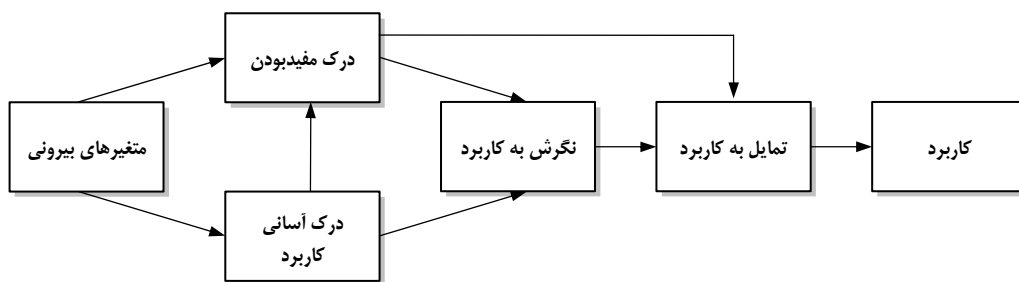 درک مفیدبودن
متغیرهای بیرونی
نگرش به کاربرد
تمایل به کاربرد
کاربرد
درک آسانی
کاربرد